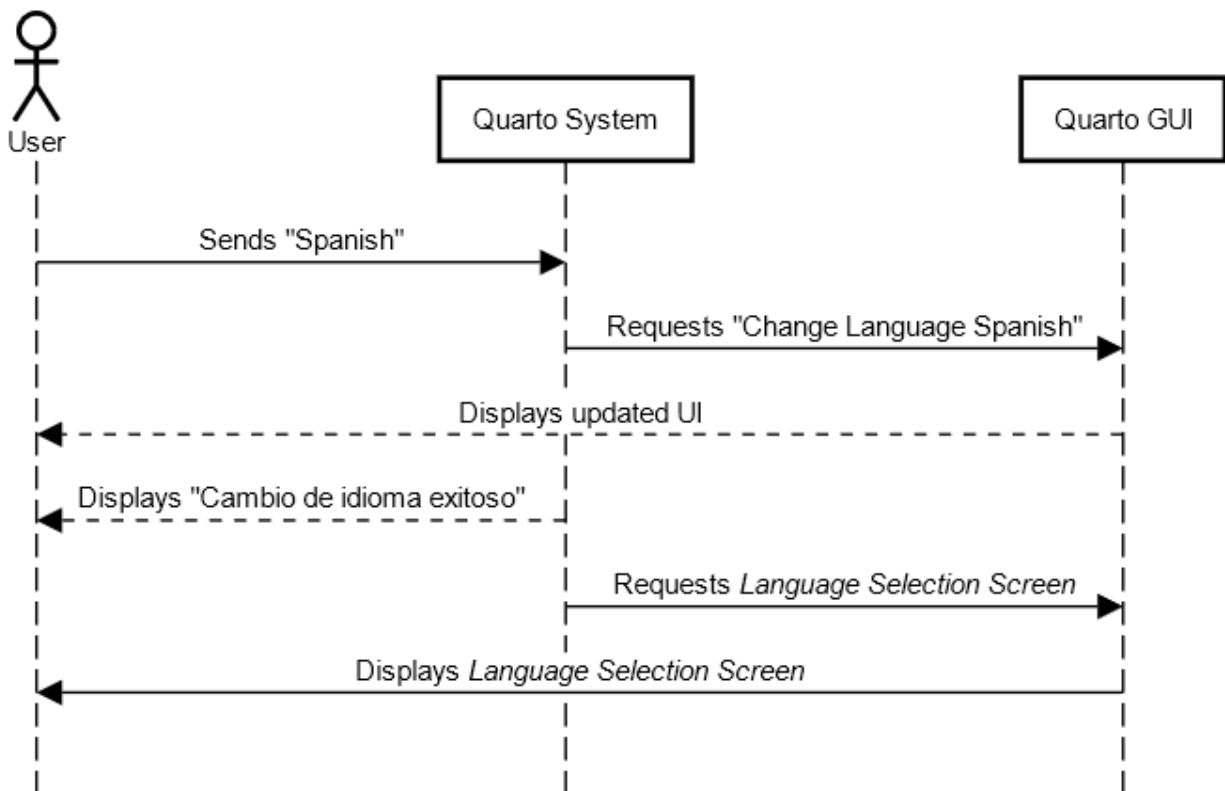 User
Quarto System
Quarto GUI
Sends "Spanish"
Requests "Change Language Spanish"
Displays updated UI
Displays "Cambio de idioma exitoso"
Requests Language Selection Screen
Displays Language Selection Screen